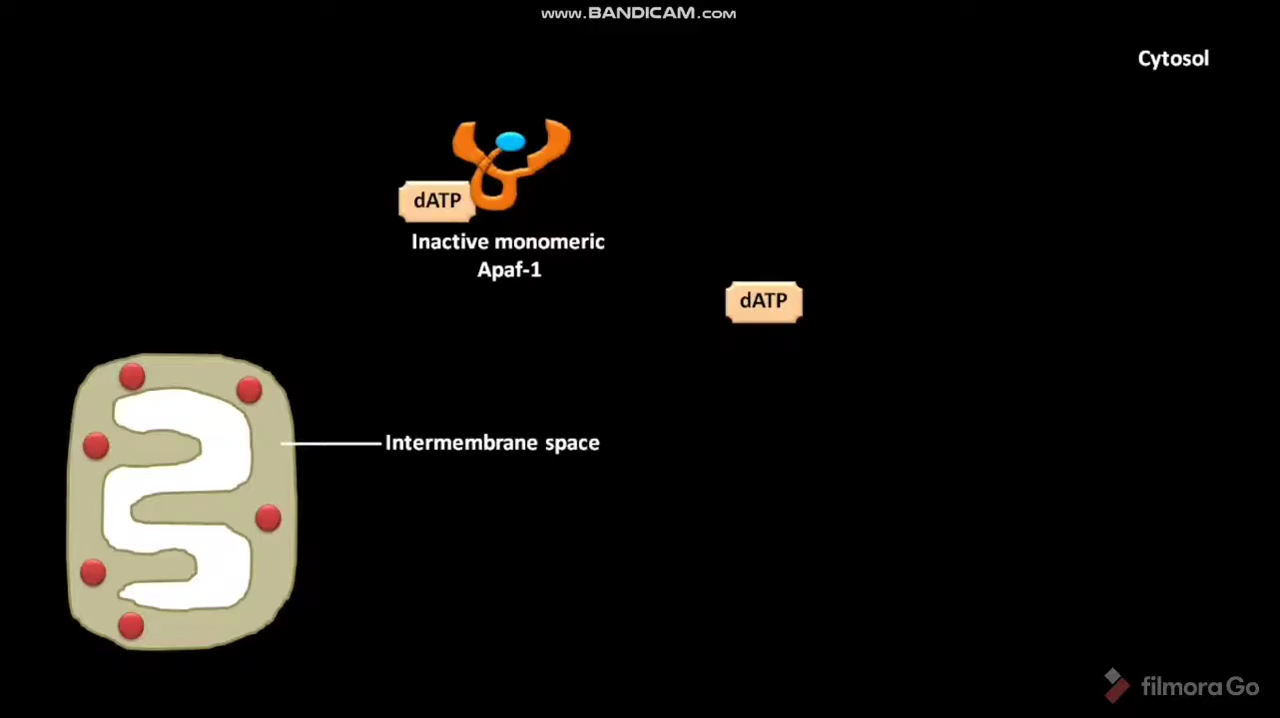 www.BANDICAM.com
Cytosol
dATP
Inactive monomeric
Apaf-1
dATP
Intermembrane space
filmoraGo